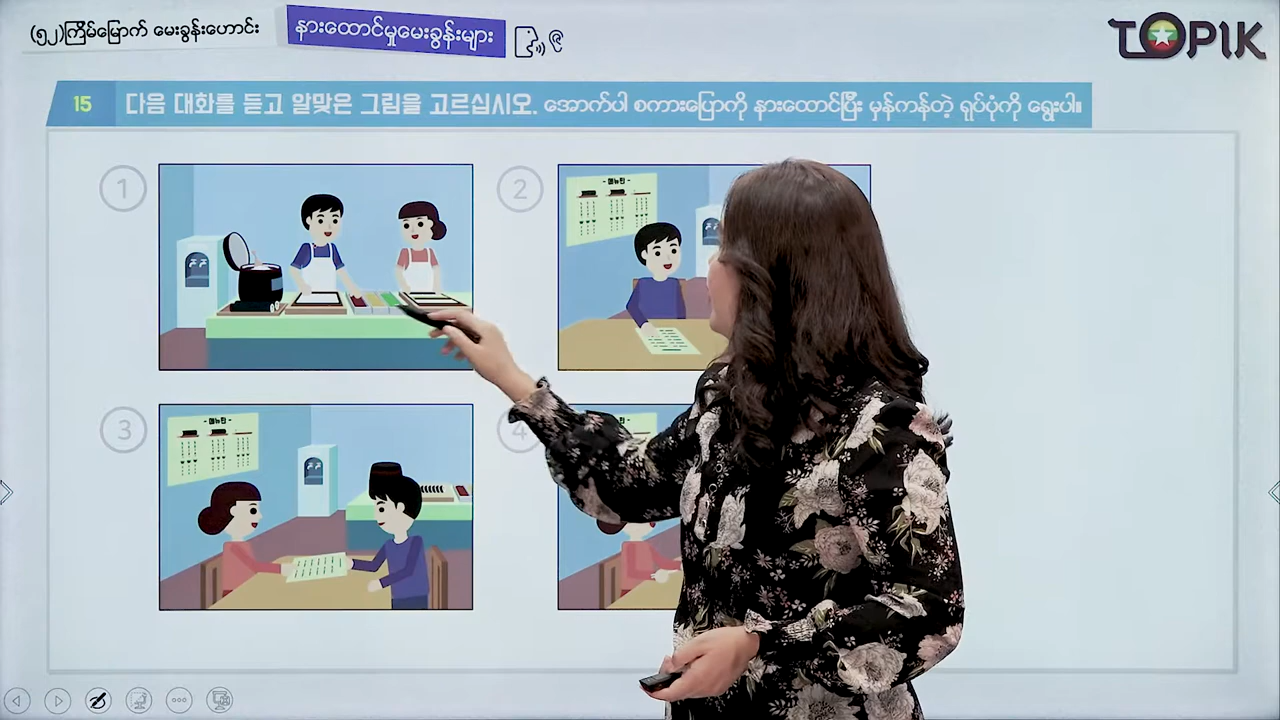 (၅၂)ကြိမ်မြောက် မေးခွန်းဟောင်း
နားထောင်မှုမေးခွန်းများ
၉
TOPIK
15
다음 대화를 듣고 알맞은 그림을 고르십시오. အောက်ပါ စကားပြောကို နားထောင်ပြီး မှန်ကန်တဲ့ ရုပ်ပုံကို ရွေးပါ။
1
2
- 메뉴판 -
3
- 메뉴판 -
4